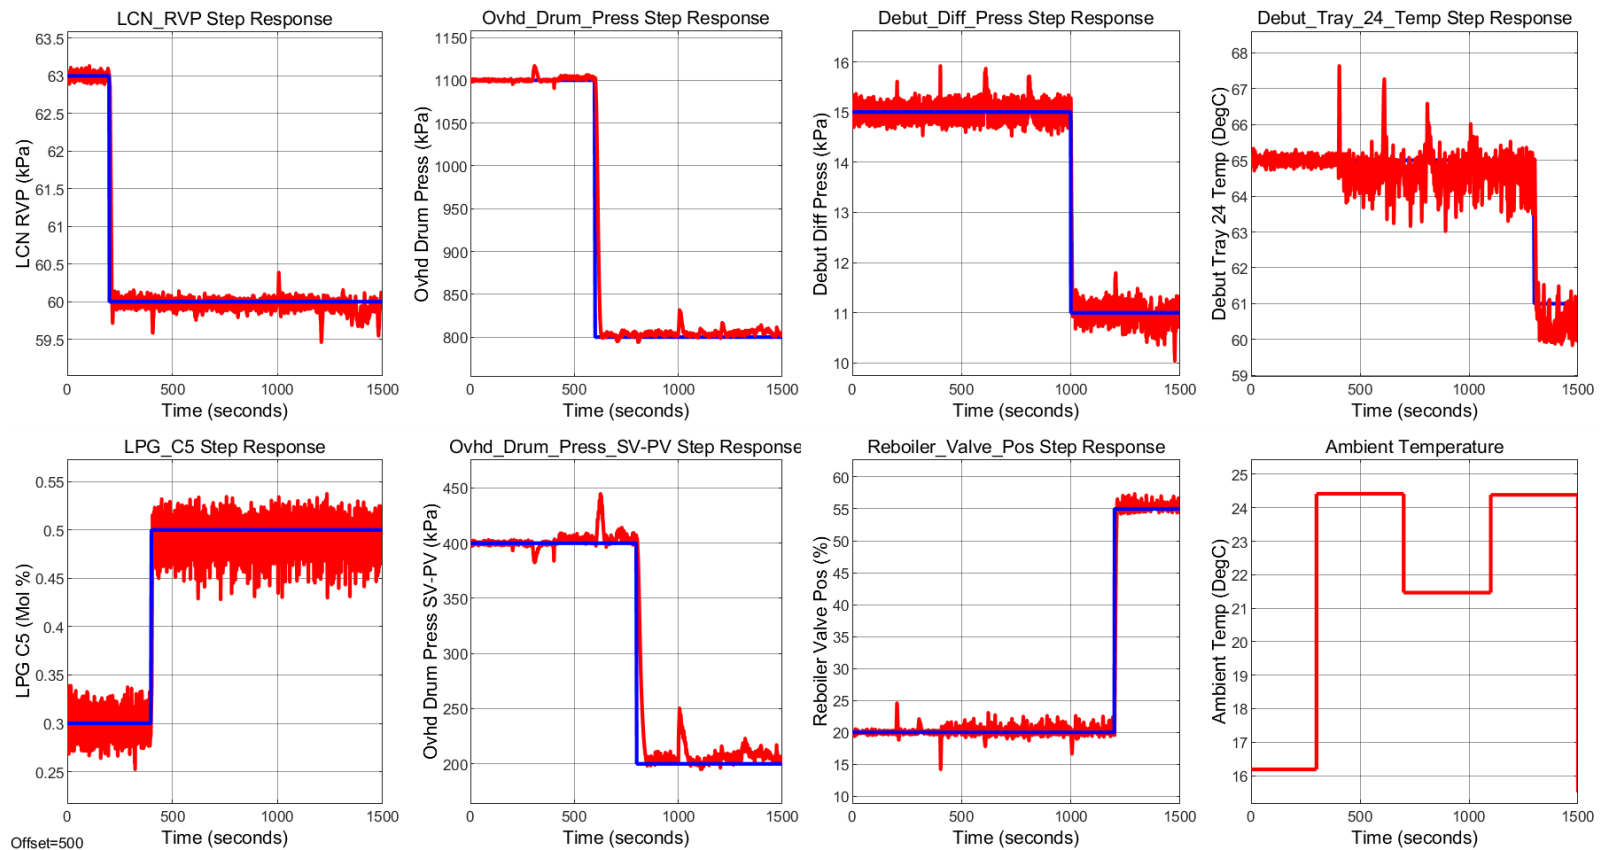 LCN_RVP Step Response
63.5
63
62.5
62
61.5
61
60.5
60
59.5
LCN RVP (kPa)
0 500 1000 1500
Time (seconds)
Ovhd_Drum_Press Step Response
1150
1100
1050
1000
950
900
850
800
Ovhd Drum Press (kPa)
0 500 1000 1500
Time (seconds)
Debut_Diff_Press Step Response
16
15
14
13
12
11
10
Debut Diff Press (kPa)
0 500 1000 1500
Time (seconds)
Debut_Tray_24_Temp Step Response
68
67
66
65
64
63
62
61
60
59
Debut Tray 24 Temp (DegC)
0 500 1000 1500
Time (seconds)
LPG_C5 Step Response
0.55
0.5
0.45
0.4
0.35
0.3
0.25
LPG C5 (Mol %)
0 500 1000 1500
Time (seconds)
Ovhd_Drum_Press_SV-PV Step Response
450
400
350
300
250
200
Ovhd Drum Press SV-PV (kPa)
0 500 1000 1500
Time (seconds)
Reboiler_Valve_Pos Step Response
60
55
50
45
40
35
30
25
20
15
10
Reboiler Valve Pos (%)
0 500 1000 1500
Time (seconds)
Ambient Temperature
25
24
23
22
21
20
19
18
17
16
Ambient Temp (DegC)
0 500 1000 1500
Time (seconds)
Offset=500